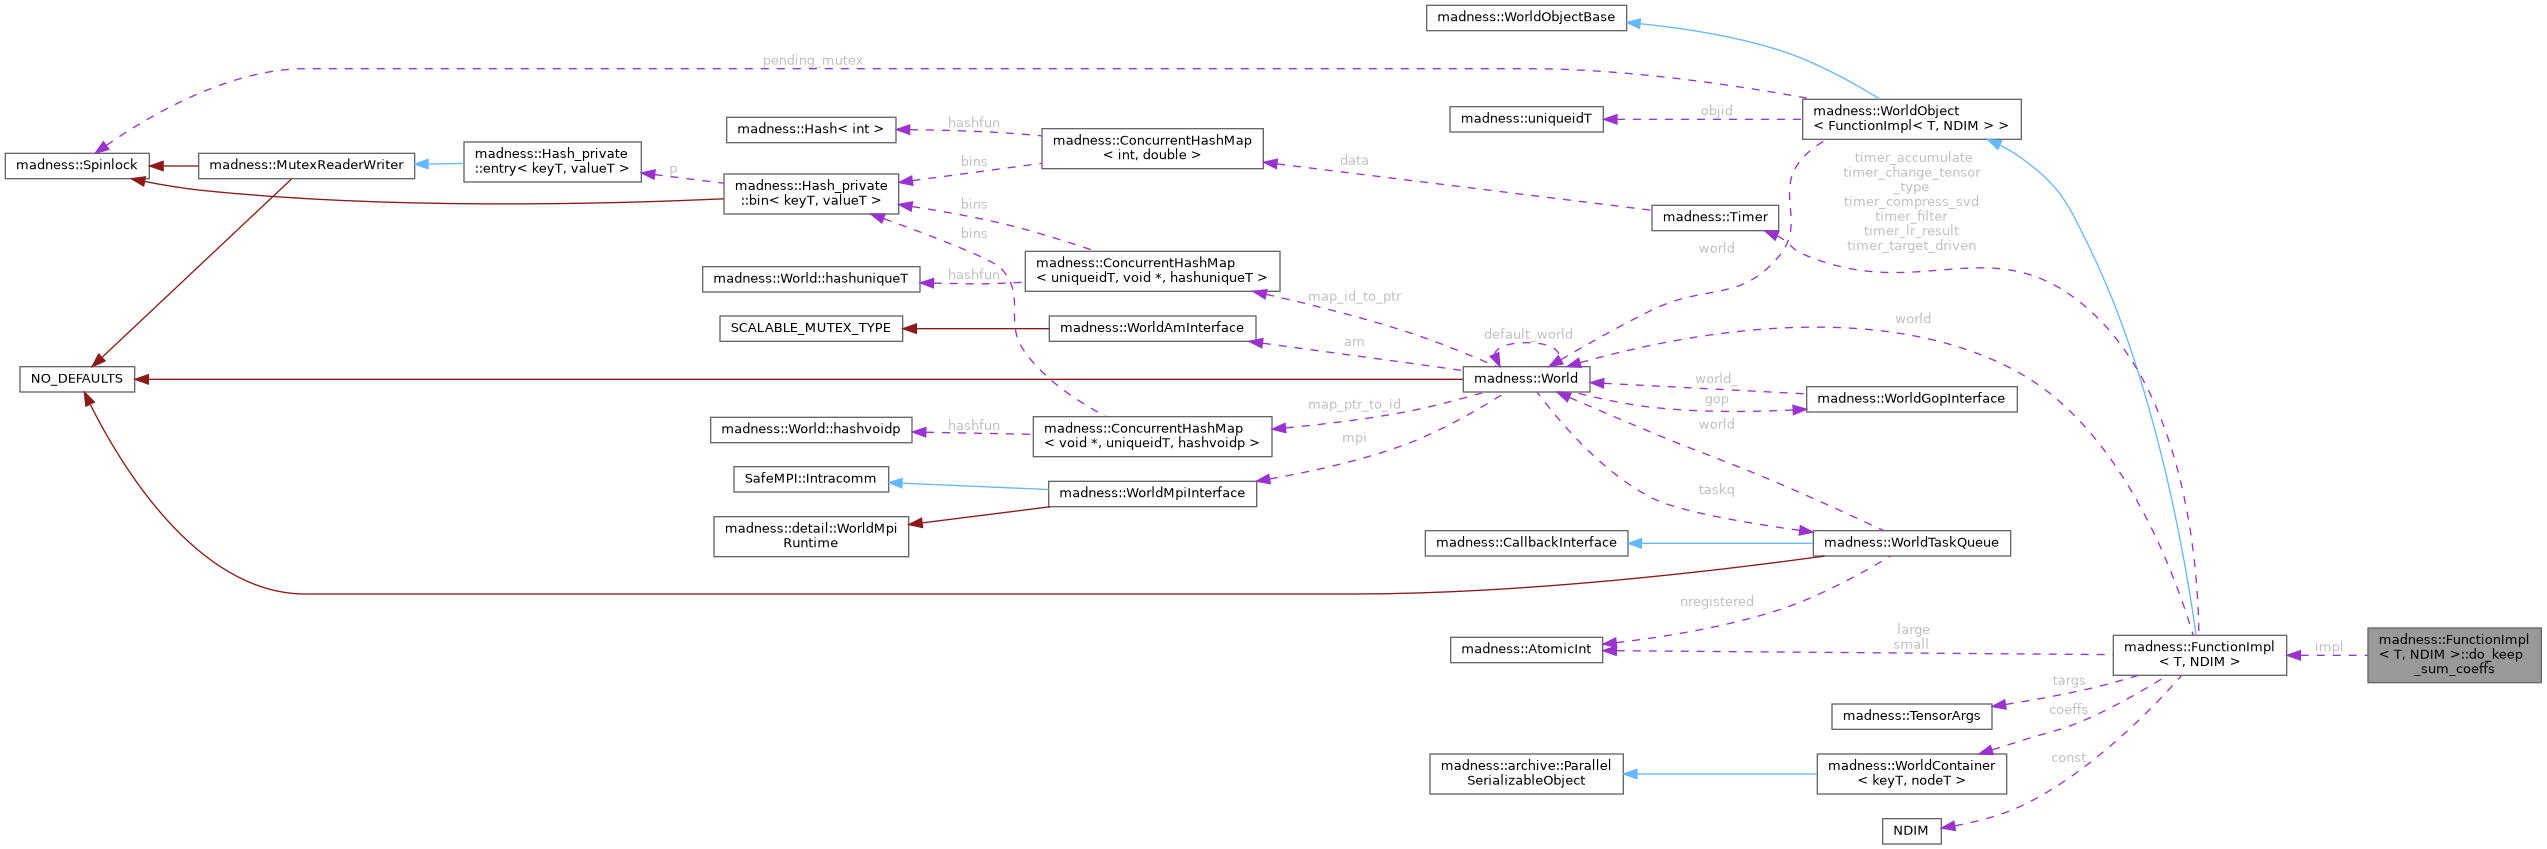 madness::WorldObjectBase
pending_mutex
madness::WorldObject
< FunctionImpl< T, NDIM > >
objid
madness::uniqueidT
madness::Hash< int >
hashfun
madness::ConcurrentHashMap
< int, double >
madness::Spinlock
madness::MutexReaderWriter
madness::Hash_private
::entry< keyT, valueT >
p
madness::Hash_private
::bin< keyT, valueT >
bins
data
timer_accumulate
timer_change_tensor
_type
timer_compress_svd
timer_filter
timer_lr_result
timer_target_driven
madness::Timer
bins
bins
world
madness::World::hashuniqueT
hashfun
madness::ConcurrentHashMap
< uniqueidT, void *, hashuniqueT >
map_id_to_ptr
SCALABLE_MUTEX_TYPE
madness::WorldAmInterface
am
default_world
world
NO_DEFAULTS
madness::World
world_
gop
world
madness::WorldGopInterface
madness::World::hashvoidp
hashfun
madness::ConcurrentHashMap
< void *, uniqueidT, hashvoidp >
map_ptr_to_id
mpi
SafeMPI::Intracomm
madness::WorldMpiInterface
madness::detail::WorldMpi
Runtime
taskq
madness::CallbackInterface
madness::WorldTaskQueue
nregistered
madness::AtomicInt
large
small
madness::FunctionImpl
< T, NDIM >
impl
madness::FunctionImpl
< T, NDIM >::do_keep
_sum_coeffs
targs
madness::TensorArgs
coeffs
madness::archive::Parallel
SerializableObject
madness::WorldContainer
< keyT, nodeT >
const
NDIM